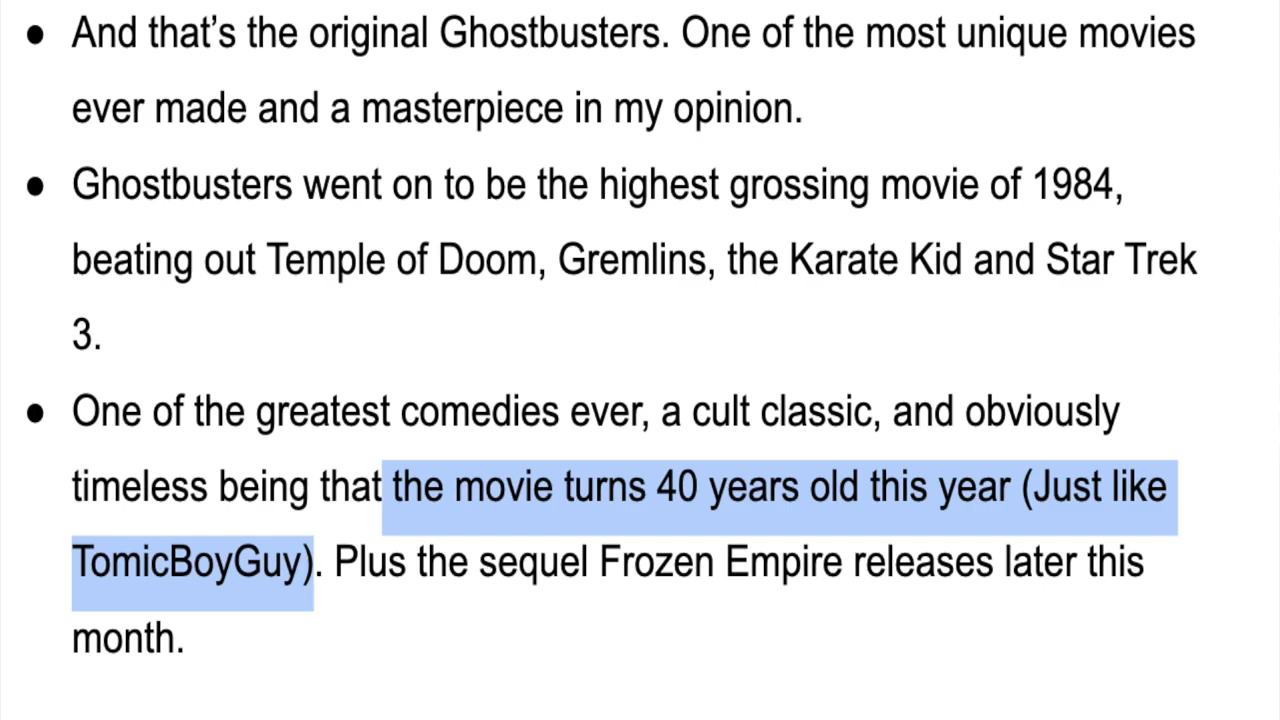 ● And that’s the original Ghostbusters. One of the most unique movies
ever made and a masterpiece in my opinion.
● Ghostbusters went on to be the highest grossing movie of 1984,
beating out Temple of Doom, Gremlins, the Karate Kid and Star Trek
3.
● One of the greatest comedies ever, a cult classic, and obviously
timeless being that the movie turns 40 years old this year (Just like
TomicBoyGuy). Plus the sequel Frozen Empire releases later this
month.